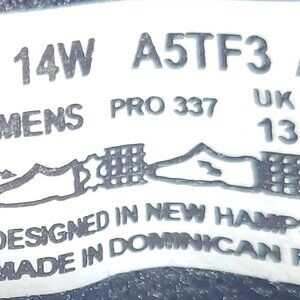 14W A5TF3
MENS PRO 337 UK
13
DESIGNED IN NEW HAMP
MADE IN DOMINICAN R